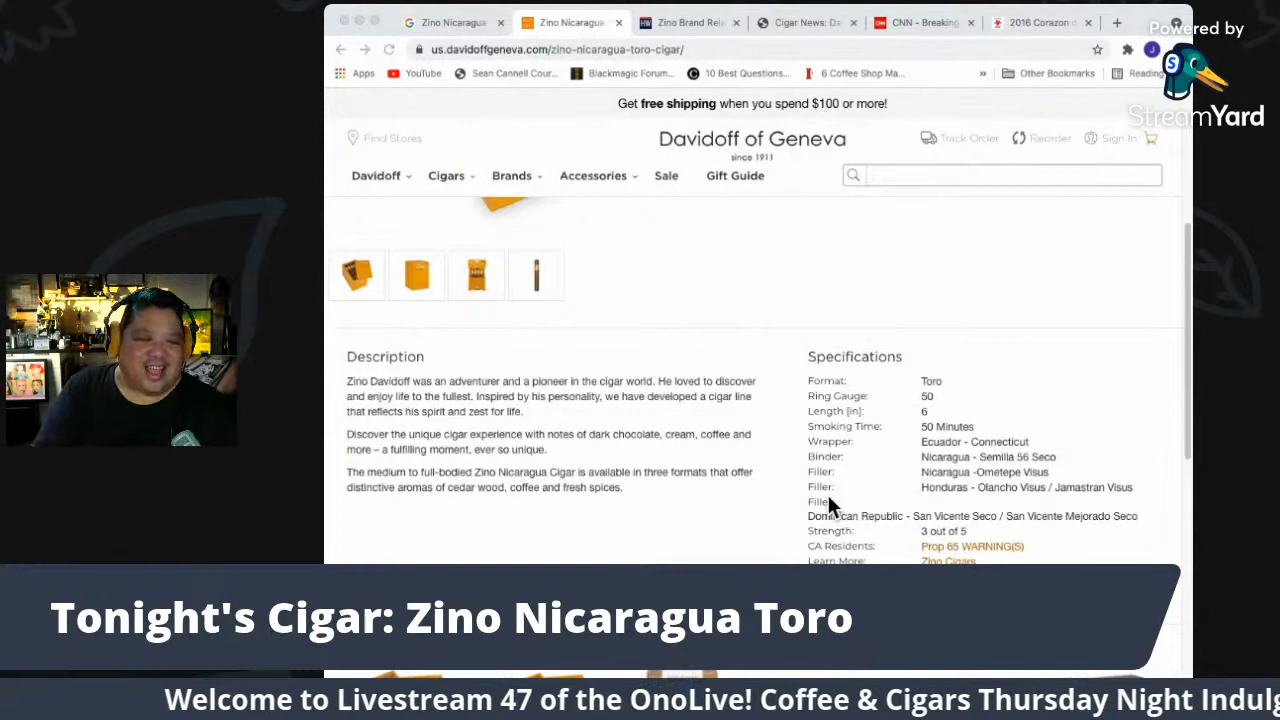 Zino Nicaragua
Zino Nicaragua
Zino Brand Rel
Cigar News: Da
CNN - Breaking
2016 Corazon
us.davidoffgeneva.com/zino-nicaragua-toro-cigar/
Powered by
StreamYard
Apps
YouTube
Sean Cannell Cour...
Blackmagic Forum...
10 Best Questions...
6 Coffee Shop Ma...
»
Other Bookmarks
Reading
Get free shipping when you spend $100 or more!
Find Stores
Davidoff of Geneva
since 1911
Track Order
Reorder
Sign In
Davidoff
Cigars
Brands
Accessories
Sale
Gift Guide
Description
Zino Davidoff was an adventurer and a pioneer in the cigar world. He loved to discover
and enjoy life to the fullest. Inspired by his personality, we have developed a cigar line
that reflects his spirit and zest for life.
Discover the unique cigar experience with notes of dark chocolate, cream, coffee and
more – a fulfilling moment, ever so unique.
The medium to full-bodied Zino Nicaragua Cigar is available in three formats that offer
distinctive aromas of cedar wood, coffee and fresh spices.
Specifications
Format: Toro
Ring Gauge: 50
Length [in]: 6
Smoking Time: 50 Minutes
Wrapper: Ecuador - Connecticut
Binder: Nicaragua - Semilla 56 Seco
Filler: Nicaragua -Ometepe Visus
Filler: Honduras - Olancho Visus / Jamastran Visus
Fille
Dominican Republic - San Vicente Seco / San Vicente Mejorado Seco
Strength: 3 out of 5
CA Residents: Prop 65 WARNING(S)
Learn More: Zino Cigars
Tonight's Cigar: Zino Nicaragua Toro
Welcome to Livestream 47 of the OnoLive! Coffee & Cigars Thursday Night Indulg